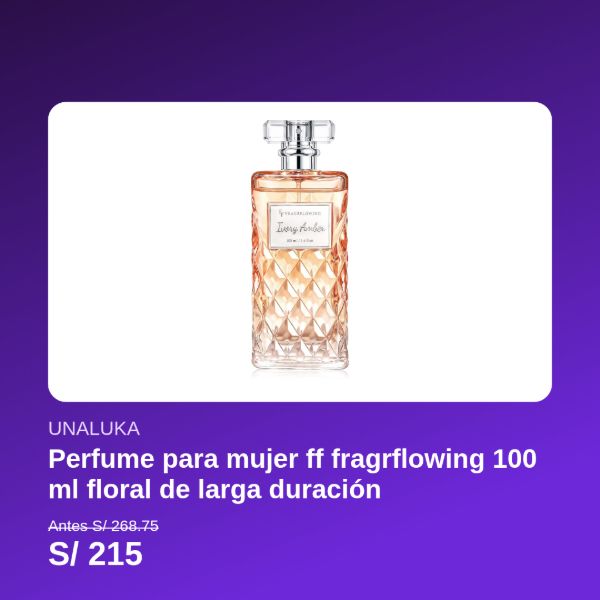 FRAGRFLOWING
Ivory Amber
UNALUKA
Perfume para mujer ff fragrflowing 100
ml floral de larga duración
Antes S/ 268.75
S/ 215